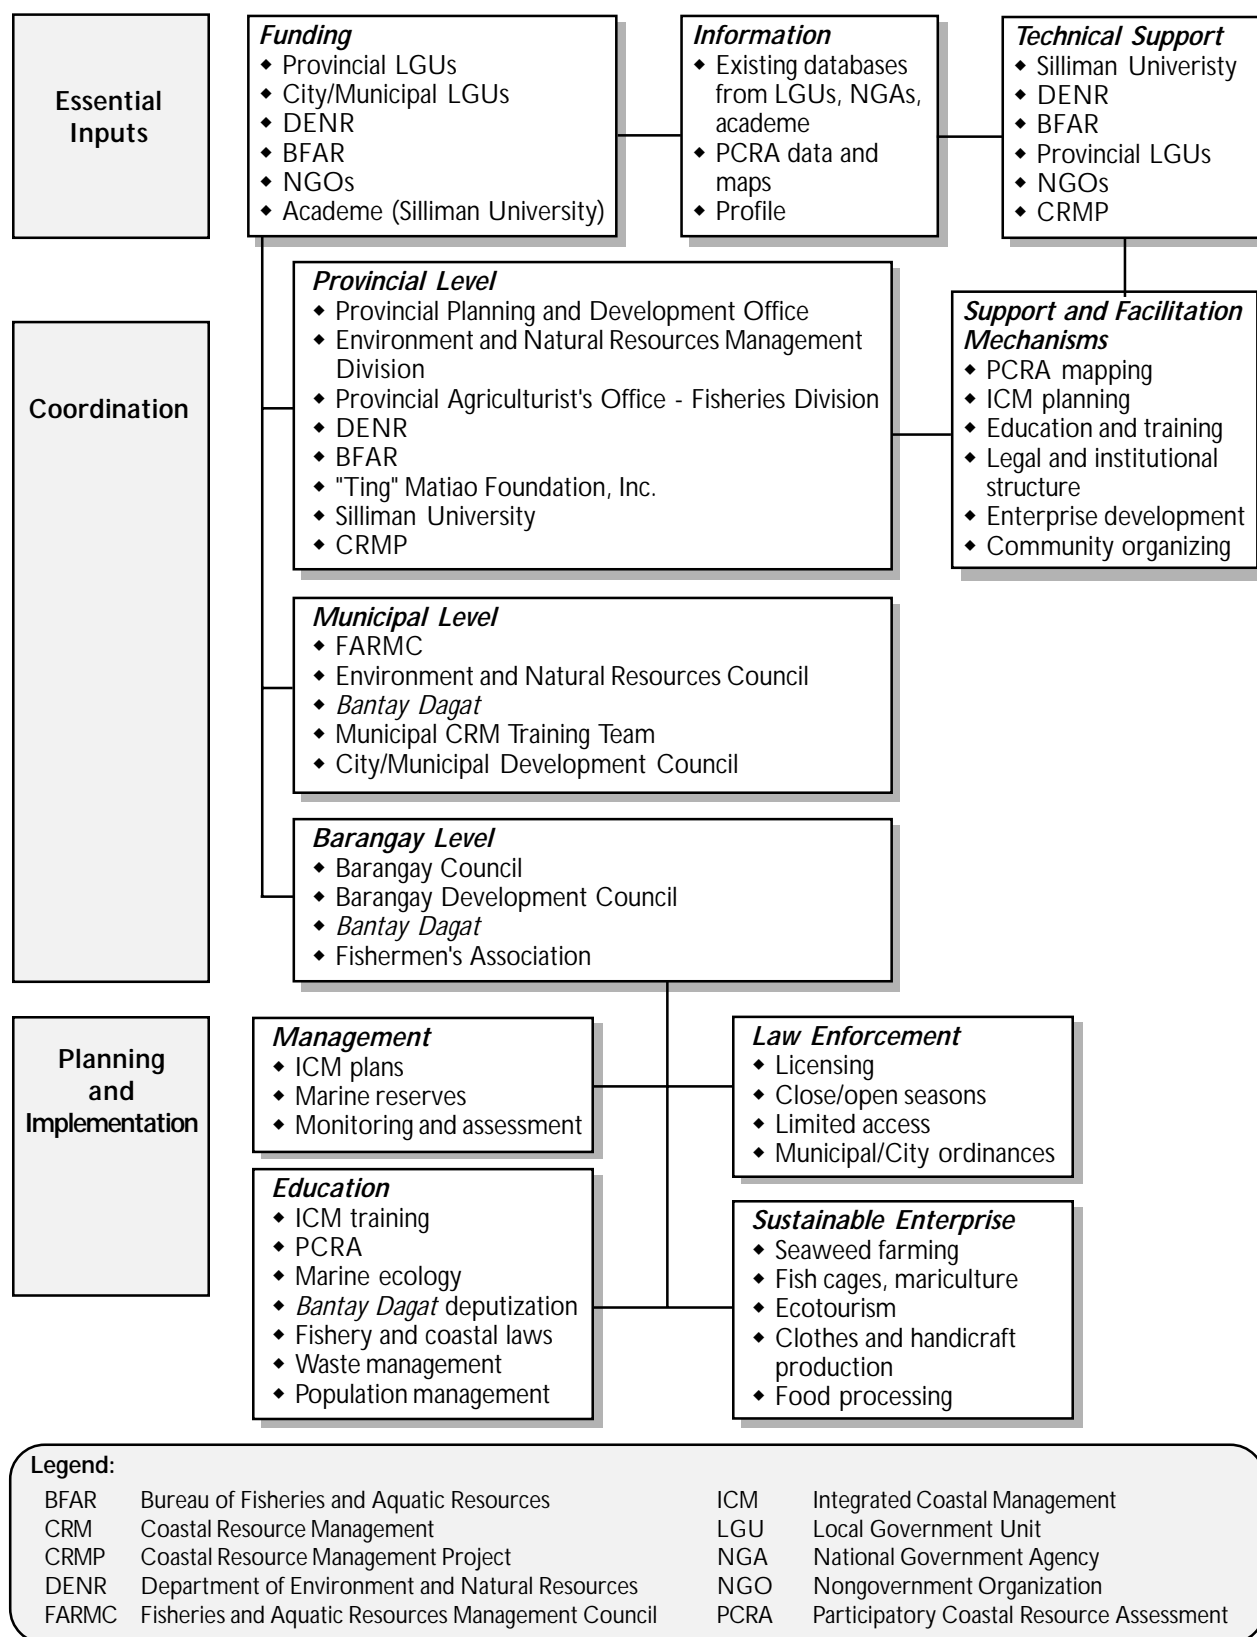 Essential
Inputs
Funding
◆ Provincial LGUs
◆ City/Municipal LGUs
◆ DENR
◆ BFAR
◆ NGOs
◆ Academe (Silliman University)
Information
◆ Existing databases
from LGUs, NGAs,
academe
◆ PCRA data and
maps
◆ Profile
Technical Support
◆ Silliman Univeristy
◆ DENR
◆ BFAR
◆ Provincial LGUs
◆ NGOs
◆ CRMP
Coordination
Provincial Level
◆ Provincial Planning and Development Office
◆ Environment and Natural Resources Management
Division
◆ Provincial Agriculturist's Office - Fisheries Division
◆ DENR
◆ BFAR
◆ "Ting" Matiao Foundation, Inc.
◆ Silliman University
◆ CRMP
Support and Facilitation
Mechanisms
◆ PCRA mapping
◆ ICM planning
◆ Education and training
◆ Legal and institutional
structure
◆ Enterprise development
◆ Community organizing
Municipal Level
◆ FARMC
◆ Environment and Natural Resources Council
◆ Bantay Dagat
◆ Municipal CRM Training Team
◆ City/Municipal Development Council
Barangay Level
◆ Barangay Council
◆ Barangay Development Council
◆ Bantay Dagat
◆ Fishermen's Association
Planning
and
Implementation
Management
◆ ICM plans
◆ Marine reserves
◆ Monitoring and assessment
Law Enforcement
◆ Licensing
◆ Close/open seasons
◆ Limited access
◆ Municipal/City ordinances
Education
◆ ICM training
◆ PCRA
◆ Marine ecology
◆ Bantay Dagat deputization
◆ Fishery and coastal laws
◆ Waste management
◆ Population management
Sustainable Enterprise
◆ Seaweed farming
◆ Fish cages, mariculture
◆ Ecotourism
◆ Clothes and handicraft
production
◆ Food processing
Legend:
BFAR Bureau of Fisheries and Aquatic Resources
CRM Coastal Resource Management
CRMP Coastal Resource Management Project
DENR Department of Environment and Natural Resources
FARMC Fisheries and Aquatic Resources Management Council
ICM Integrated Coastal Management
LGU Local Government Unit
NGA National Government Agency
NGO Nongovernment Organization
PCRA Participatory Coastal Resource Assessment